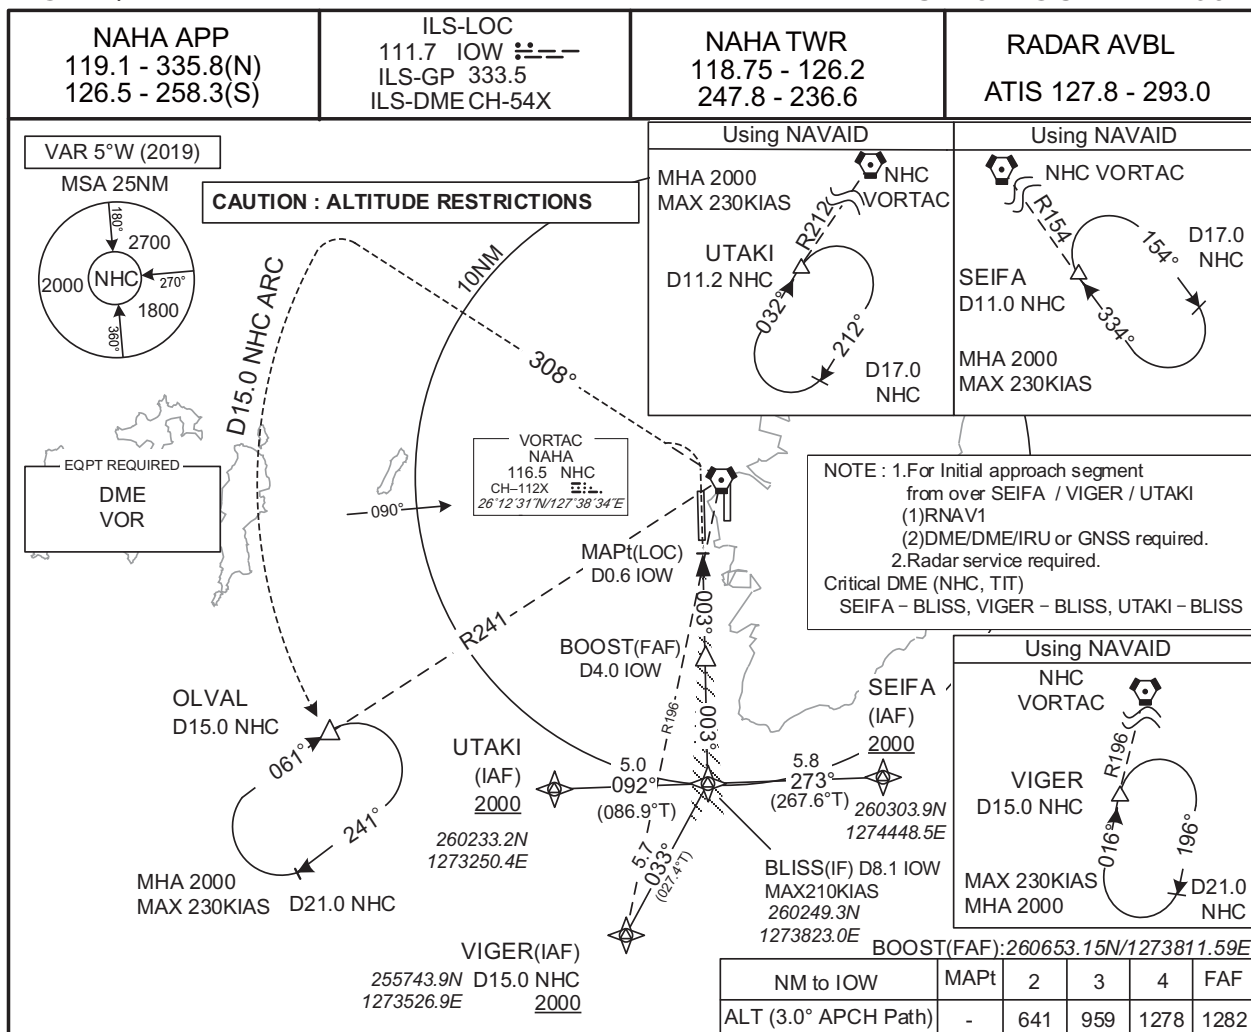 NAHA APP
119.1 - 335.8(N)
126.5 - 258.3(S)
ILS-LOC
111.7 IOW
ILS-GP 333.5
ILS-DME CH-54X
NAHA TWR
118.75 - 126.2
247.8 - 236.6
RADAR AVBL
ATIS 127.8 - 293.0
VAR 5°W (2019)
MSA 25NM
180°
2700
2000
NHC
270°
1800
360°
CAUTION : ALTITUDE RESTRICTIONS
Using NAVAID
MHA 2000
MAX 230KIAS
NHC
VORTAC
R212
UTAKI
D11.2 NHC
032°
212°
D17.0
NHC
Using NAVAID
NHC VORTAC
R154
154°
D17.0
NHC
SEIFA
D11.0 NHC
334°
MHA 2000
MAX 230KIAS
10NM
D15.0 NHC ARC
308°
EQPT REQUIRED
DME
VOR
090°
VORTAC
NAHA
116.5 NHC
CH–112X
26°12'31"N/127°38'34"E
NOTE : 1.For Initial approach segment
from over SEIFA / VIGER / UTAKI
(1)RNAV1
(2)DME/DME/IRU or GNSS required.
2.Radar service required.
Critical DME (NHC, TIT)
SEIFA – BLISS, VIGER – BLISS, UTAKI – BLISS
MAPt(LOC)
D0.6 IOW
003°
R241
BOOST(FAF)
D4.0 IOW
R196
003°
OLVAL
D15.0 NHC
061°
241°
MHA 2000
MAX 230KIAS
D21.0 NHC
UTAKI
(IAF)
2000
260233.2N
1273250.4E
5.0
092°
(086.9°T)
SEIFA
(IAF)
2000
5.8
273°
(267.6°T)
260303.9N
1274448.5E
5.7
033°
(027.4°T)
BLISS(IF) D8.1 IOW
MAX210KIAS
260249.3N
1273823.0E
VIGER(IAF)
D15.0 NHC
2000
255743.9N
1273526.9E
Using NAVAID
NHC
VORTAC
R196
VIGER
D15.0 NHC
016°
196°
MAX 230KIAS
MHA 2000
D21.0
NHC
BOOST(FAF):260653.15N/1273811.59E
NM to IOW MAPt 2 3 4 FAF
ALT (3.0° APCH Path) - 641 959 1278 1282